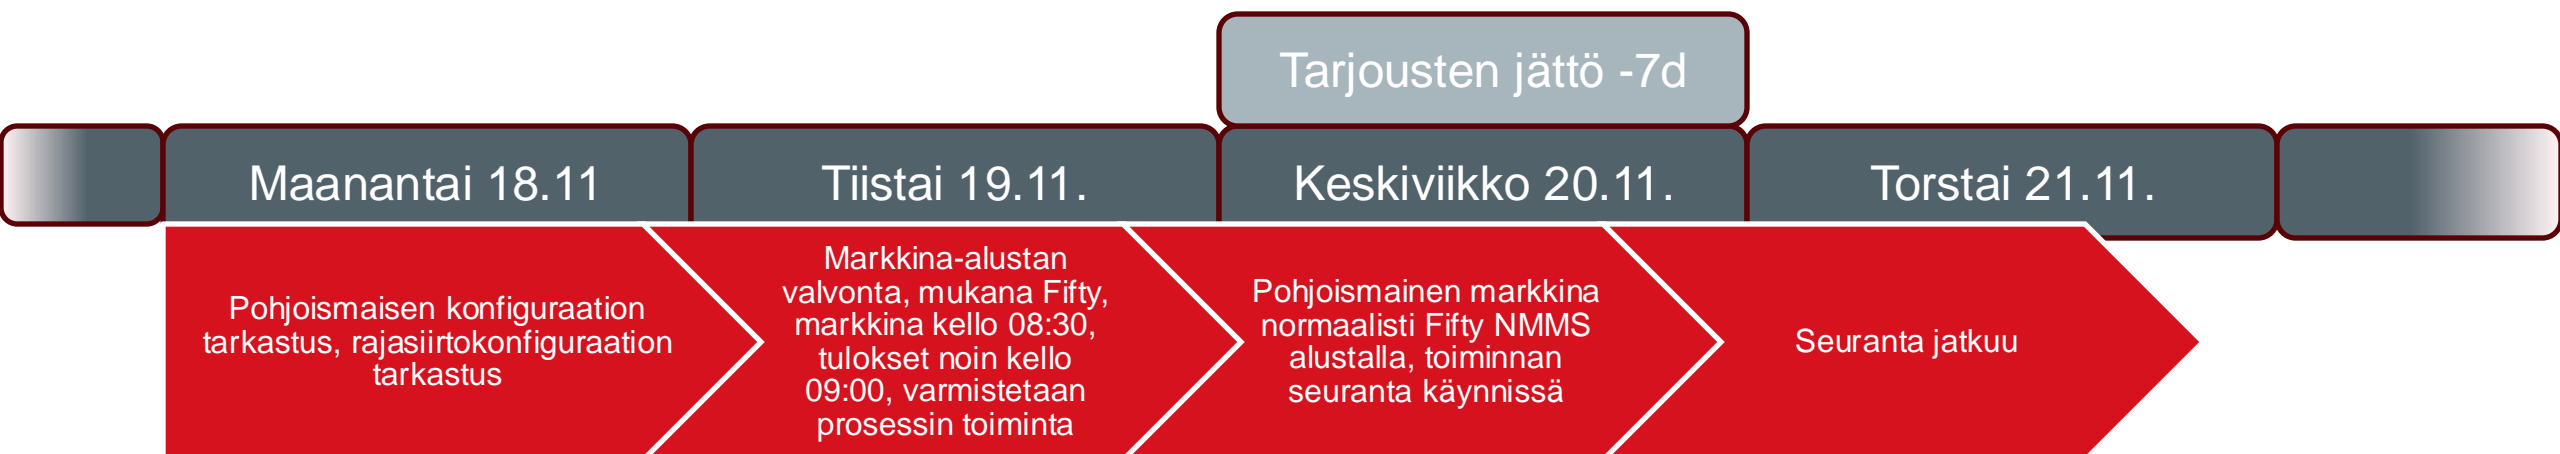 Tarjousten jättö -7d
Maanantai 18.11
Tiistai 19.11.
Keskiviikko 20.11.
Torstai 21.11.
Pohjoismaisen konfiguraation
tarkastus, rajasiirtokonfiguraation
tarkastus
Markkina-alustan
valvonta, mukana Fifty,
markkina kello 08:30,
tulokset noin kello
09:00, varmistetaan
prosessin toiminta
Pohjoismainen markkina
normaalisti Fifty NMMS
alustalla, toiminnan
seuranta käynnissä
Seuranta jatkuu